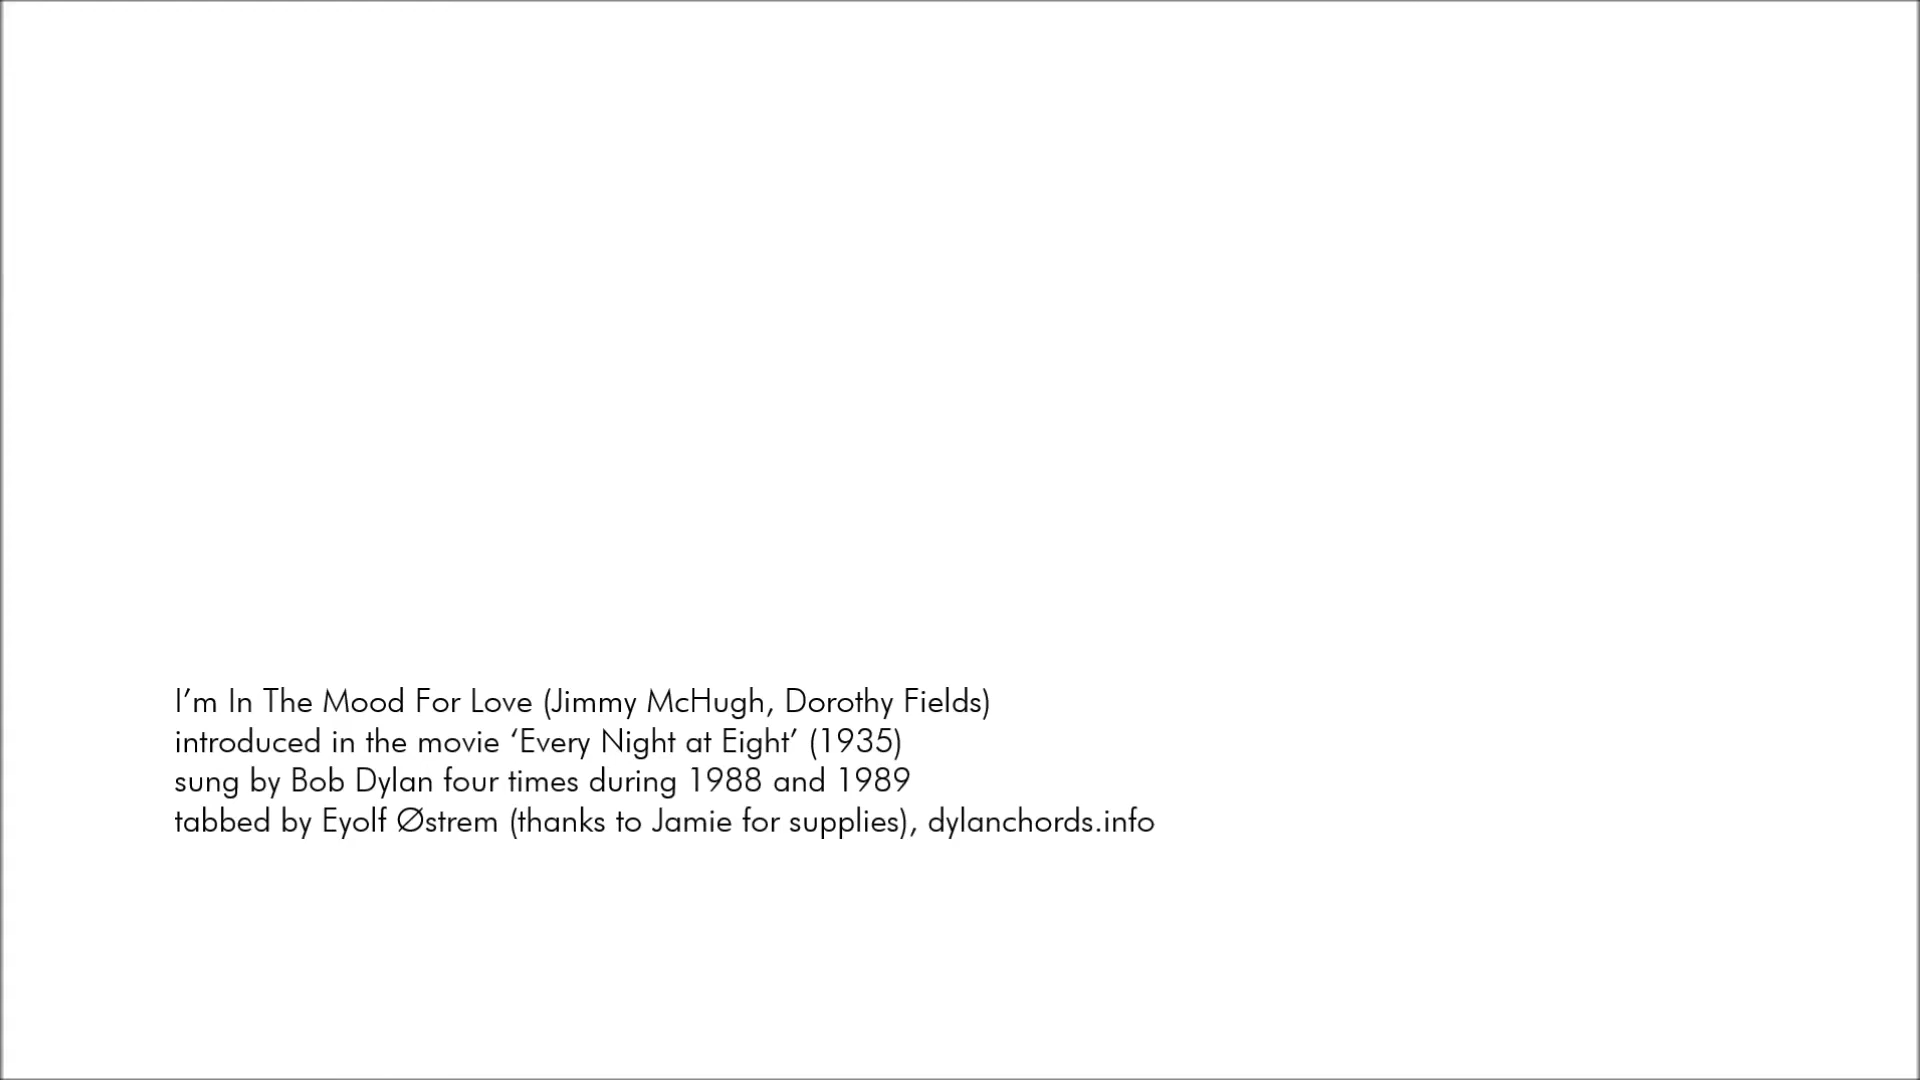 I’m In The Mood For Love (Jimmy McHugh, Dorothy Fields)
introduced in the movie ‘Every Night at Eight’ (1935)
sung by Bob Dylan four times during 1988 and 1989
tabbed by Eyolf Østrem (thanks to Jamie for supplies), dylanchords.info